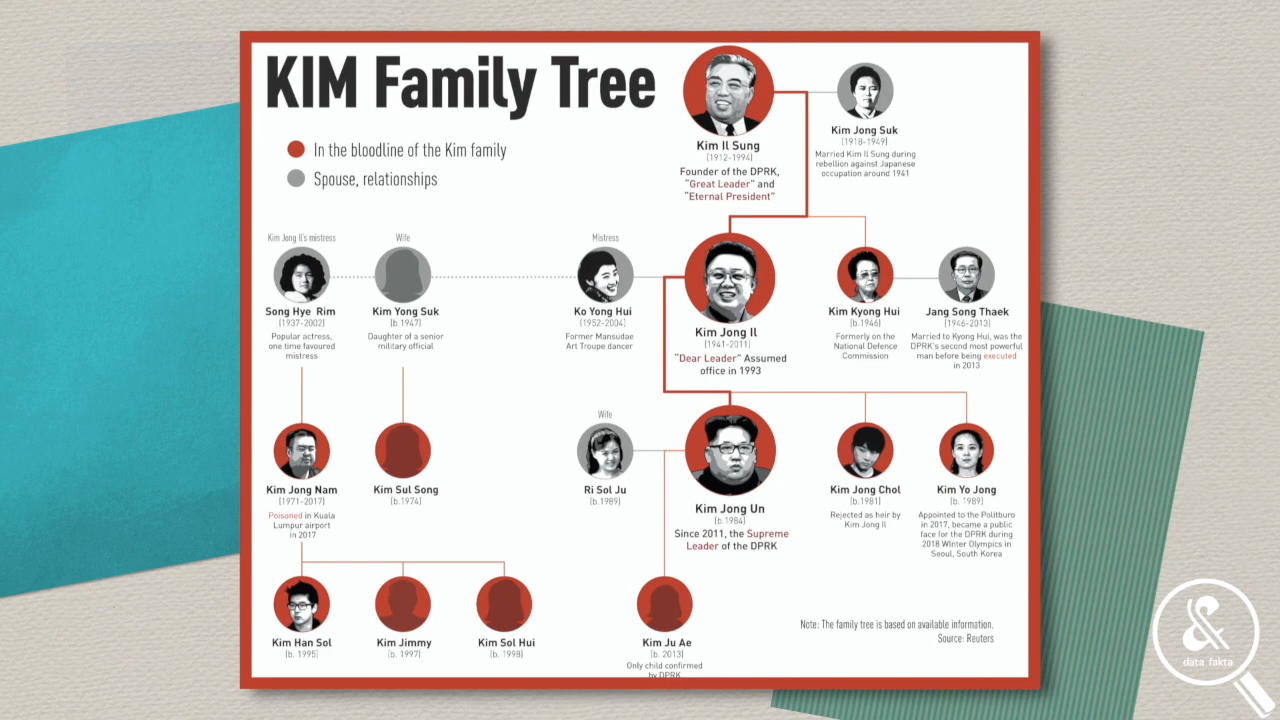 KIM Family Tree
In the bloodline of the Kim family
Spouse, relationships
Kim Il Sung
(1912-1994)
Founder of the DPRK,
"Great Leader" and
"Eternal President"
Kim Jong Suk
(1918-1949)
Married Kim Il Sung during
rebellion against Japanese
occupation around 1941
Kim Jong Il's mistress
Song Hye Rim
(1937-2002)
Popular actress,
one time favoured
mistress
Wife
Kim Yong Suk
(b.1947)
Daughter of a senior
military official
Mistress
Ko Yong Hui
(1952-2004)
Former Mansudae
Art Troupe dancer
Kim Jong Il
(1941-2011)
"Dear Leader" Assumed
office in 1993
Kim Kyong Hui
(b.1946)
Formerly on the
National Defence
Commission
Jang Song Thaek
(1946-2013)
Married to Kyong Hui, was the
DPRK's second most powerful
man before being executed
in 2013
Kim Jong Nam
(1971-2017)
Poisoned in Kuala
Lumpur airport
in 2017
Kim Sul Song
(b.1974)
Wife
Ri Sol Ju
(b.1989)
Kim Jong Un
(b.1984)
Since 2011, the Supreme
Leader of the DPRK
Kim Jong Chol
(b.1981)
Rejected as heir by
Kim Jong Il
Kim Yo Jong
(b. 1989)
Appointed to the Politburo
in 2017, became a public
face for the DPRK during
2018 WInter Olympics in
Seoul, South Korea
Kim Han Sol
(b. 1995)
Kim Jimmy
(b. 1997)
Kim Sol Hui
(b. 1998)
Kim Ju Ae
(b. 2013)
Only child confirmed
by DPRK
Note: The family tree is based on available information.
Source: Reuters
&
data fakta